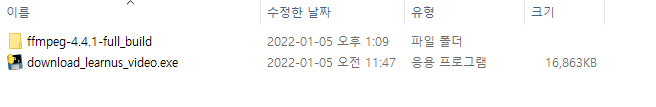 이름 수정한 날짜 유형 크기
ffmpeg-4.4.1-full_build 2022-01-05 오후 1:09 파일 폴더
download_learnus_video.exe 2022-01-05 오전 11:47 응용 프로그램 16,863KB